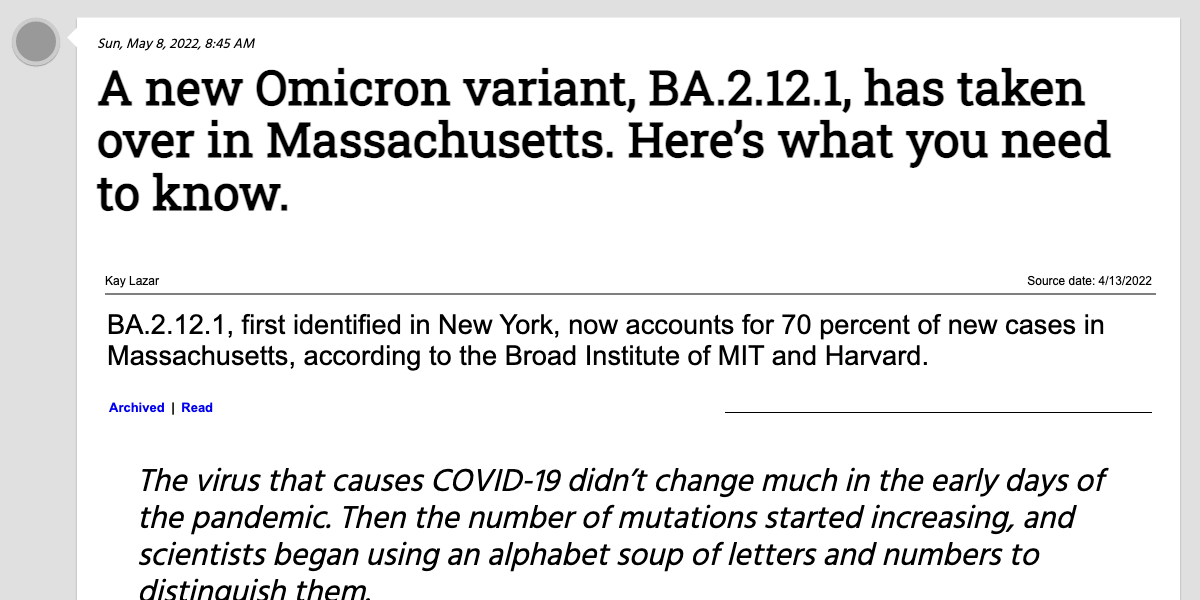 Sun, May 8, 2022, 8:45 AM
A new Omicron variant, BA.2.12.1, has taken
over in Massachusetts. Here’s what you need
to know.
Kay Lazar
Source date: 4/13/2022
BA.2.12.1, first identified in New York, now accounts for 70 percent of new cases in
Massachusetts, according to the Broad Institute of MIT and Harvard.
Archived | Read
The virus that causes COVID-19 didn’t change much in the early days of
the pandemic. Then the number of mutations started increasing, and
scientists began using an alphabet soup of letters and numbers to
distinguish them.